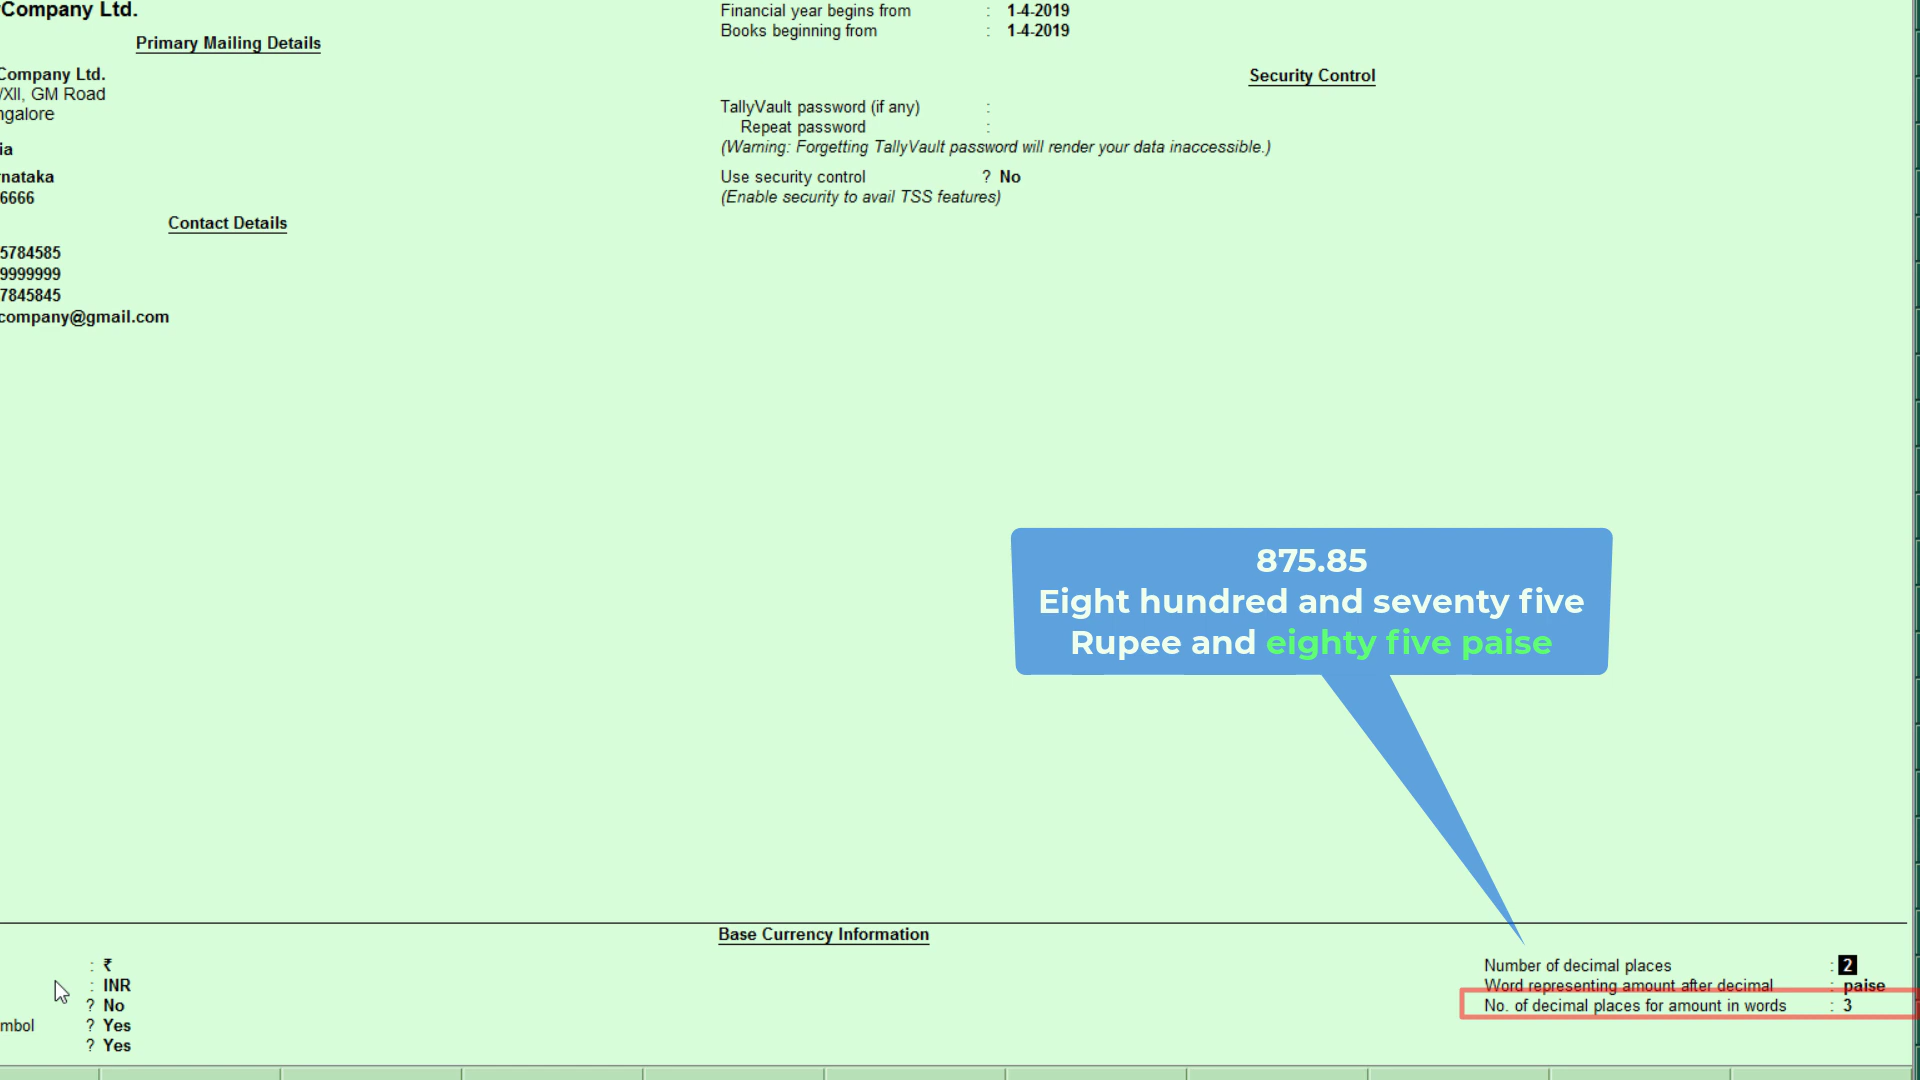 Company Ltd.
Primary Mailing Details
Company Ltd.
/XII, GM Road
ngalore
ia
nataka
6666
Contact Details
5784585
9999999
7845845
company@gmail.com
Financial year begins from : 1-4-2019
Books beginning from : 1-4-2019
Security Control
TallyVault password (if any) :
Repeat password :
(Warning: Forgetting TallyVault password will render your data inaccessible.)
Use security control ? No
(Enable security to avail TSS features)
875.85
Eight hundred and seventy five
Rupee and eighty five paise
Base Currency Information
: ₹
: INR
? No
mbol ? Yes
? Yes
Number of decimal places : 2
Word representing amount after decimal : paise
No. of decimal places for amount in words : 3